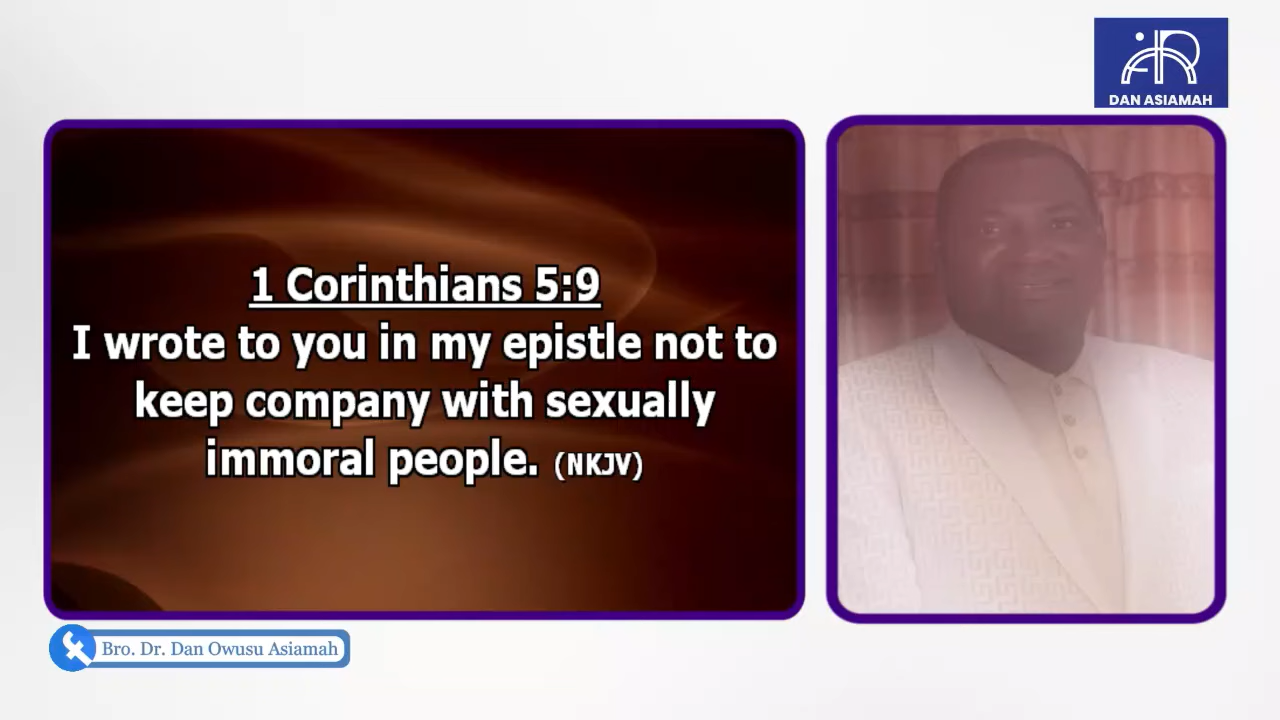 DAN ASIAMAH
1 Corinthians 5:9
I wrote to you in my epistle not to
keep company with sexually
immoral people. (NKJV)
Bro. Dr. Dan Owusu Asiamah